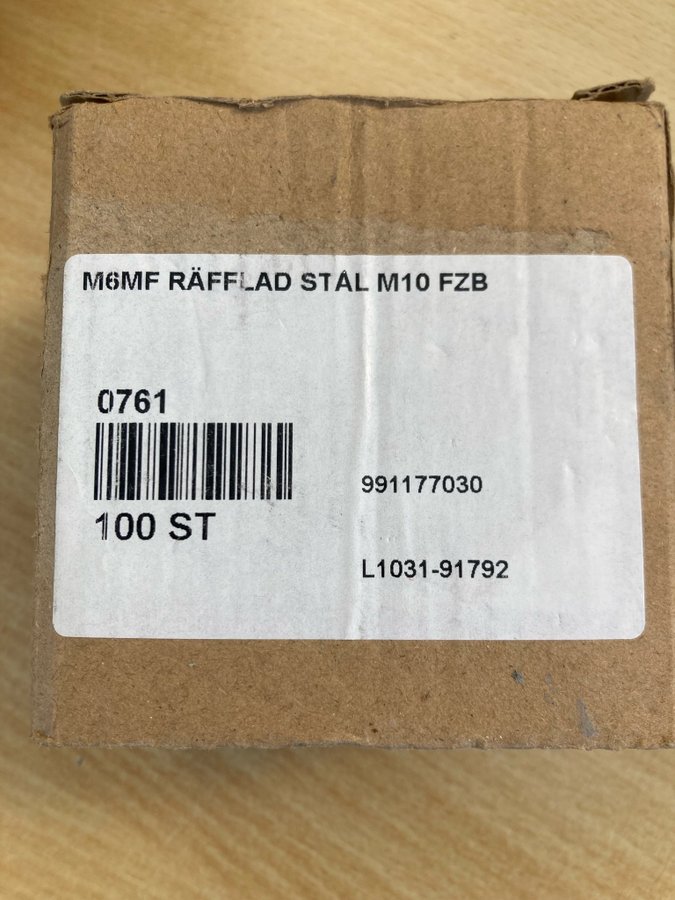 M6MF RÄFFLAD STÅL M10 FZB
0761
100 ST
991177030
L1031-91792